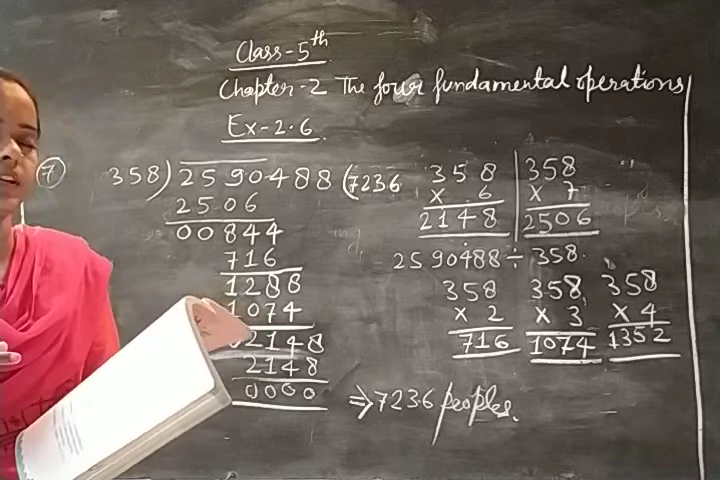 Class-5th
Chapter-2 The four fundamental operations
Ex-2.6
7 358)2590488(7236
2506
00844
716
1288
1074
02148
2148
0000
358
x 6
2148
358
x 7
2506
2590488 ÷ 358.
358
x 2
716
358
x 3
1074
358
x 4
1352
⇒ 7236 peoples.